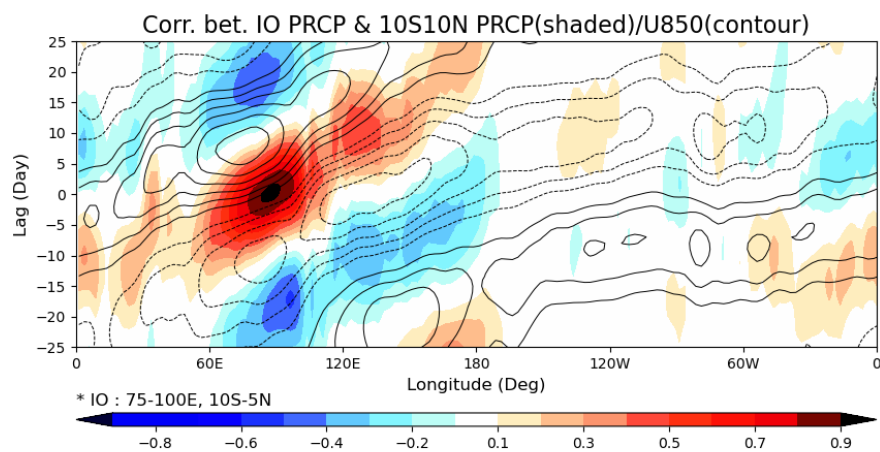 Corr. bet. IO PRCP & 10S10N PRCP(shaded)/U850(contour)
25
20
15
10
5
0
−5
−10
−15
−20
−25
Lag (Day)
0 60E 120E 180 120W 60W 0
Longitude (Deg)
* IO : 75-100E, 10S-5N
−0.8 −0.6 −0.4 −0.2 0.1 0.3 0.5 0.7 0.9